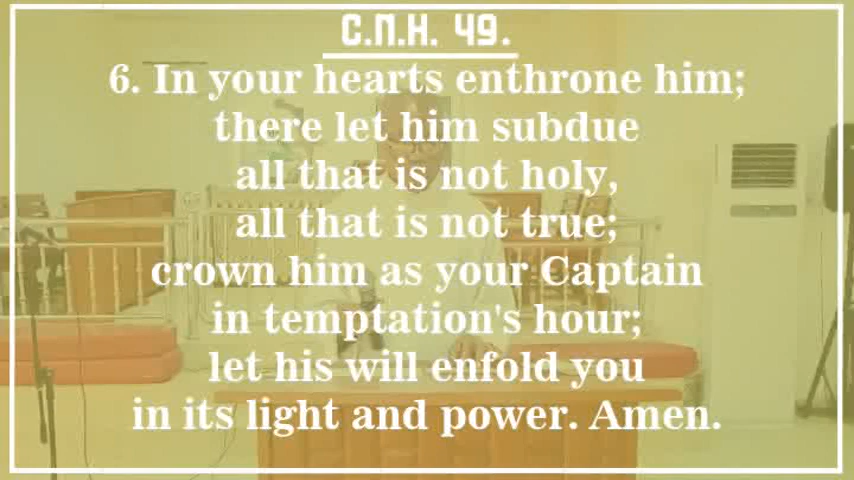 C.M.H. 49.
6. In your hearts enthrone him;
there let him subdue
all that is not holy,
all that is not true;
crown him as your Captain
in temptation's hour;
let his will enfold you
in its light and power. Amen.